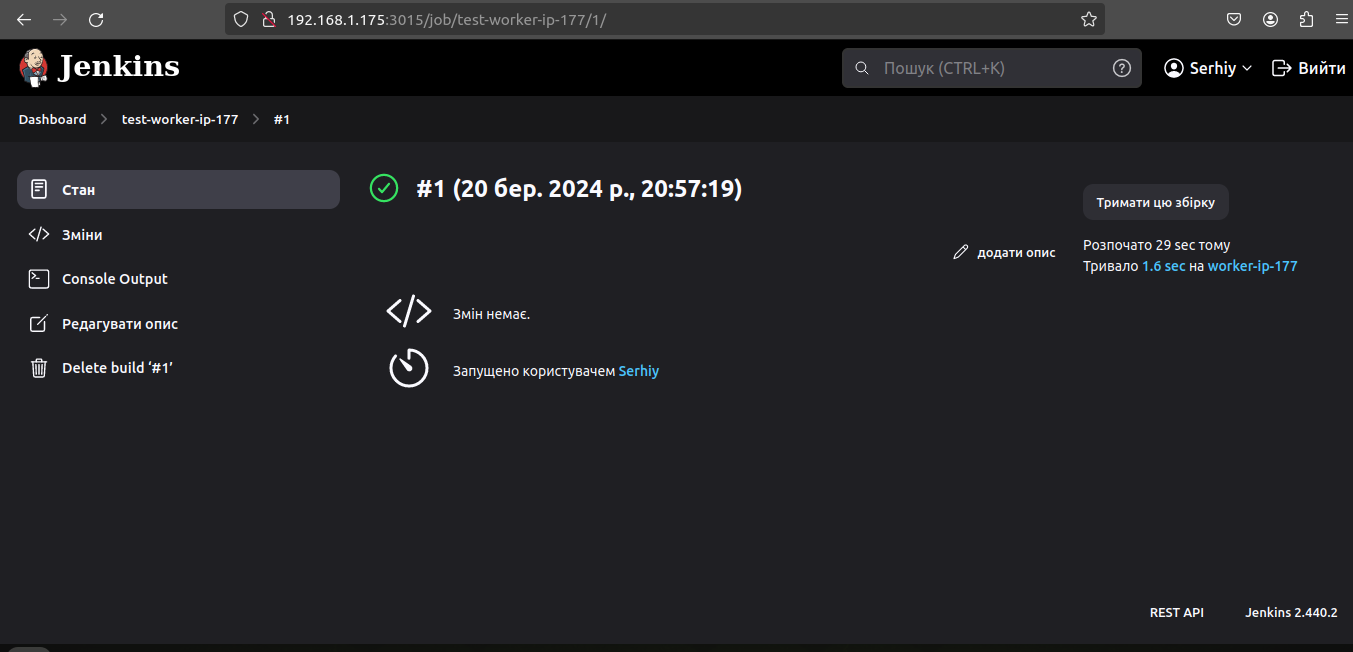 192.168.1.175:3015/job/test-worker-ip-177/1/
Jenkins
Пошук (CTRL+K)
Serhiy
Вийти
Dashboard > test-worker-ip-177 > #1
Стан
Зміни
Console Output
Редагувати опис
Delete build ‘#1’
#1 (20 бер. 2024 р., 20:57:19)
Тримати цю збірку
додати опис
Розпочато 29 sec тому
Тривало 1.6 sec на worker-ip-177
Змін немає.
Запущено користувачем Serhiy
REST API
Jenkins 2.440.2